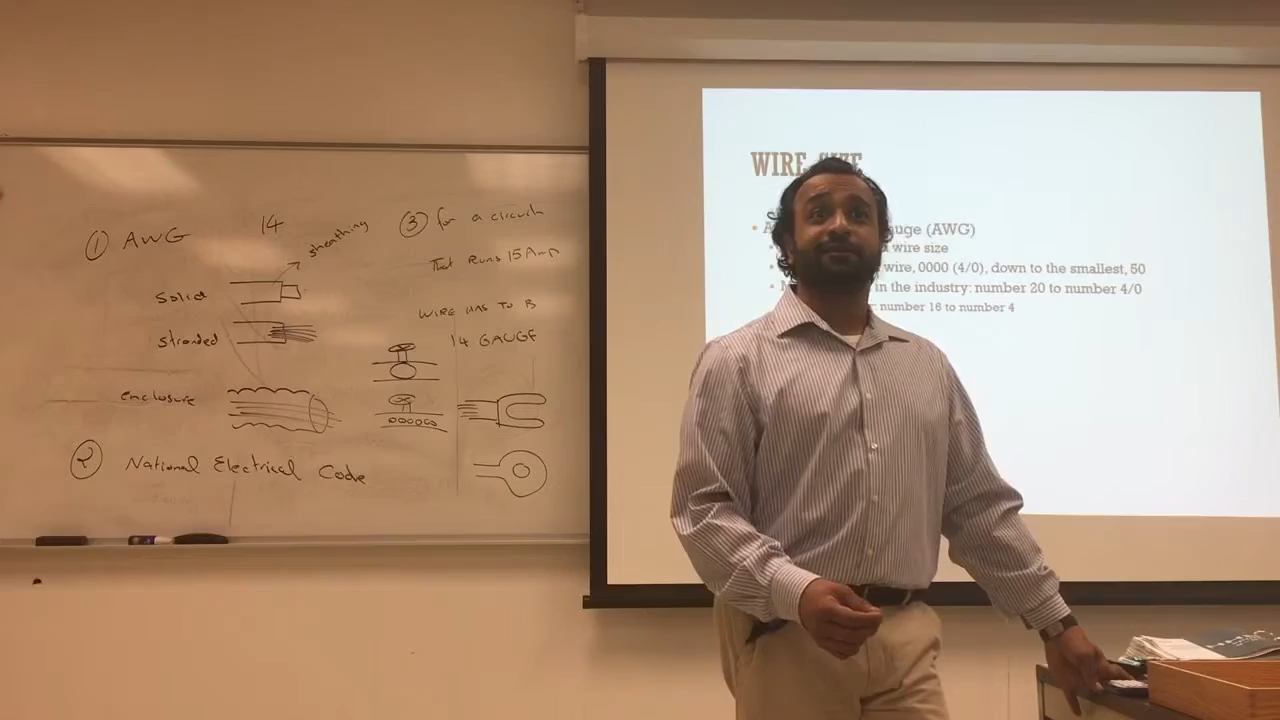 ① AWG
14
sheathing
solid
stranded
enclosure
② National Electrical Code
③ for a circuit
that runs 15 Amp
WIRE HAS TO B
14 GAUGE
WIRE SIZE
A uge (AWG)
wire size
wire, 0000 (4/0), down to the smallest, 50
in the industry: number 20 to number 4/0
number 16 to number 4